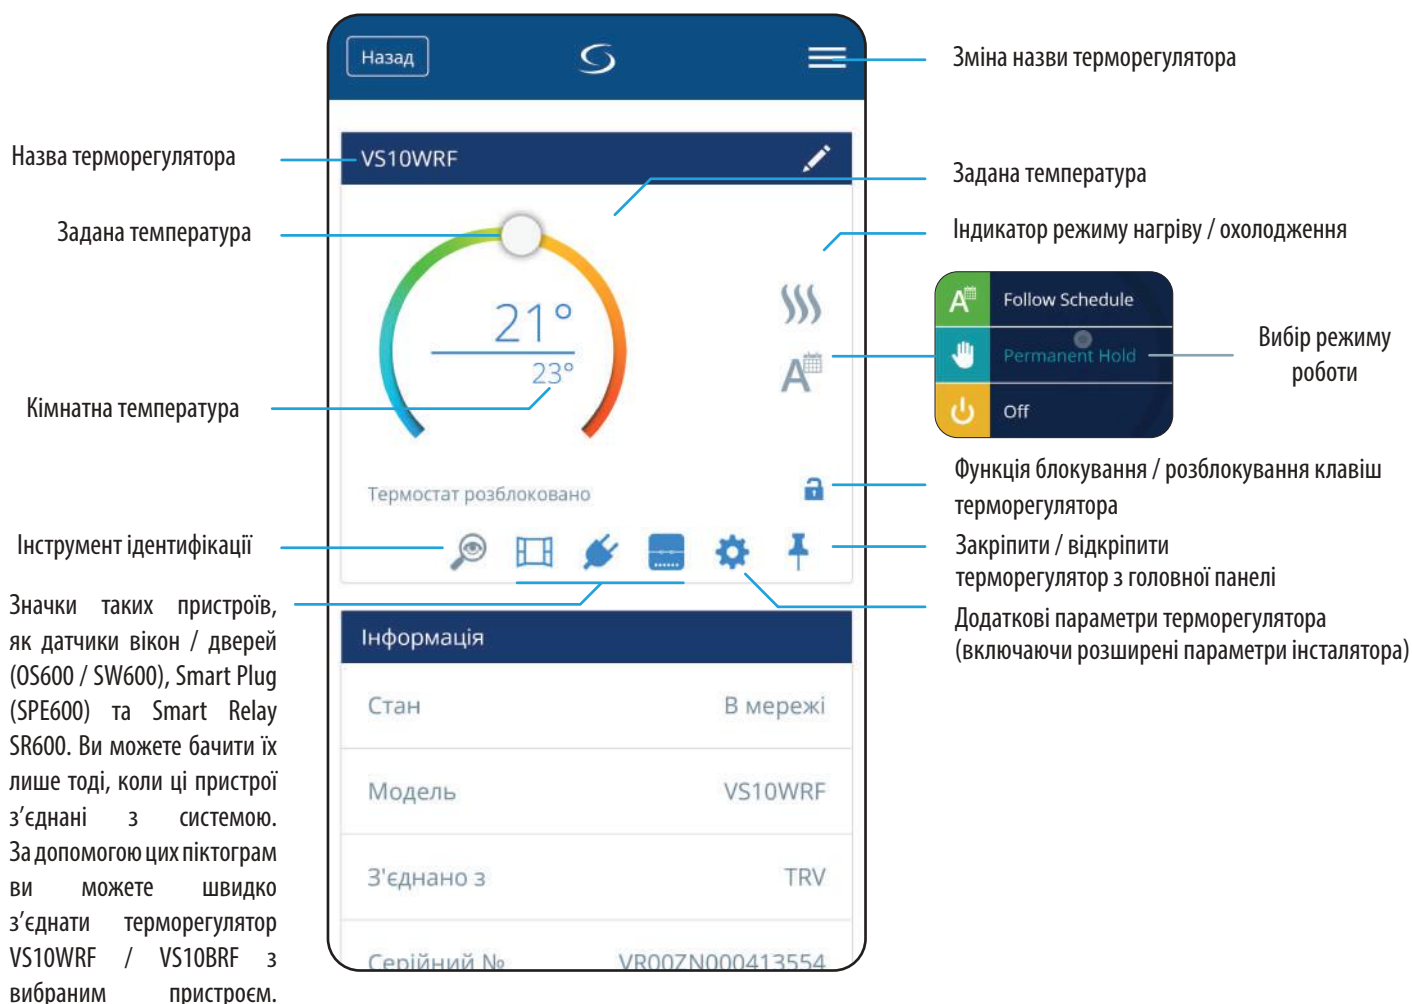 Назад
Зміна назви терморегулятора
Назва терморегулятора
VS10WRF
Задана температура
Задана температура
Індикатор режиму нагріву / охолодження
21°
23°
A
A
Follow Schedule
Permanent Hold
Off
Вибір режиму
роботи
Кімнатна температура
Термостат розблоковано
Функція блокування / розблокування клавіш
терморегулятора
Інструмент ідентифікації
Закріпити / відкріпити
терморегулятор з головної панелі
Додаткові параметри терморегулятора
(включаючи розширені параметри інсталятора)
Значки таких пристроїв,
як датчики вікон / дверей
(OS600 / SW600), Smart Plug
(SPE600) та Smart Relay
SR600. Ви можете бачити їх
лише тоді, коли ці пристрої
з’єднані з системою.
За допомогою цих піктограм
ви можете швидко
з’єднати терморегулятор
VS10WRF / VS10BRF з
вибраним пристроєм.
Інформація
Стан В мережі
Модель VS10WRF
З'єднано з TRV
Серійний № VR00ZN000413554